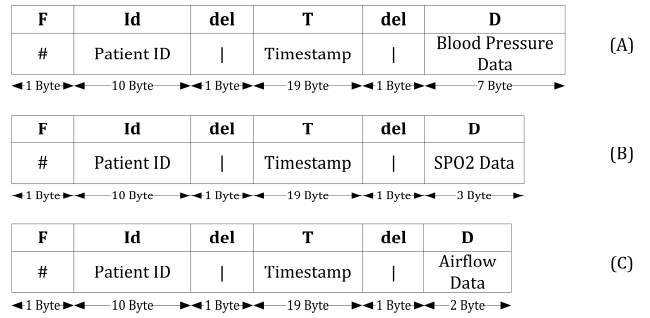 F Id del T del D
# Patient ID | Timestamp | Blood Pressure Data
(A)
1 Byte 10 Byte 1 Byte 19 Byte 1 Byte 7 Byte
F Id del T del D
# Patient ID | Timestamp | SPO2 Data
(B)
1 Byte 10 Byte 1 Byte 19 Byte 1 Byte 3 Byte
F Id del T del D
# Patient ID | Timestamp | Airflow Data
(C)
1 Byte 10 Byte 1 Byte 19 Byte 1 Byte 2 Byte